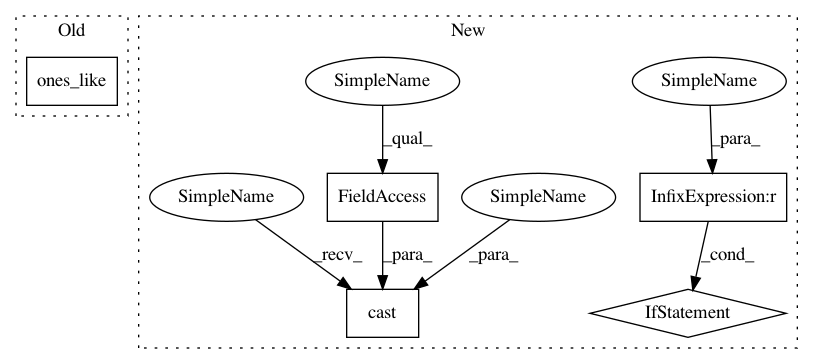 Old
New
ones_like
SimpleName
SimpleName
_qual_
_para_
SimpleName
FieldAccess
SimpleName
InfixExpression:r
_recv_
_para_
_para_
_cond_
cast
IfStatement